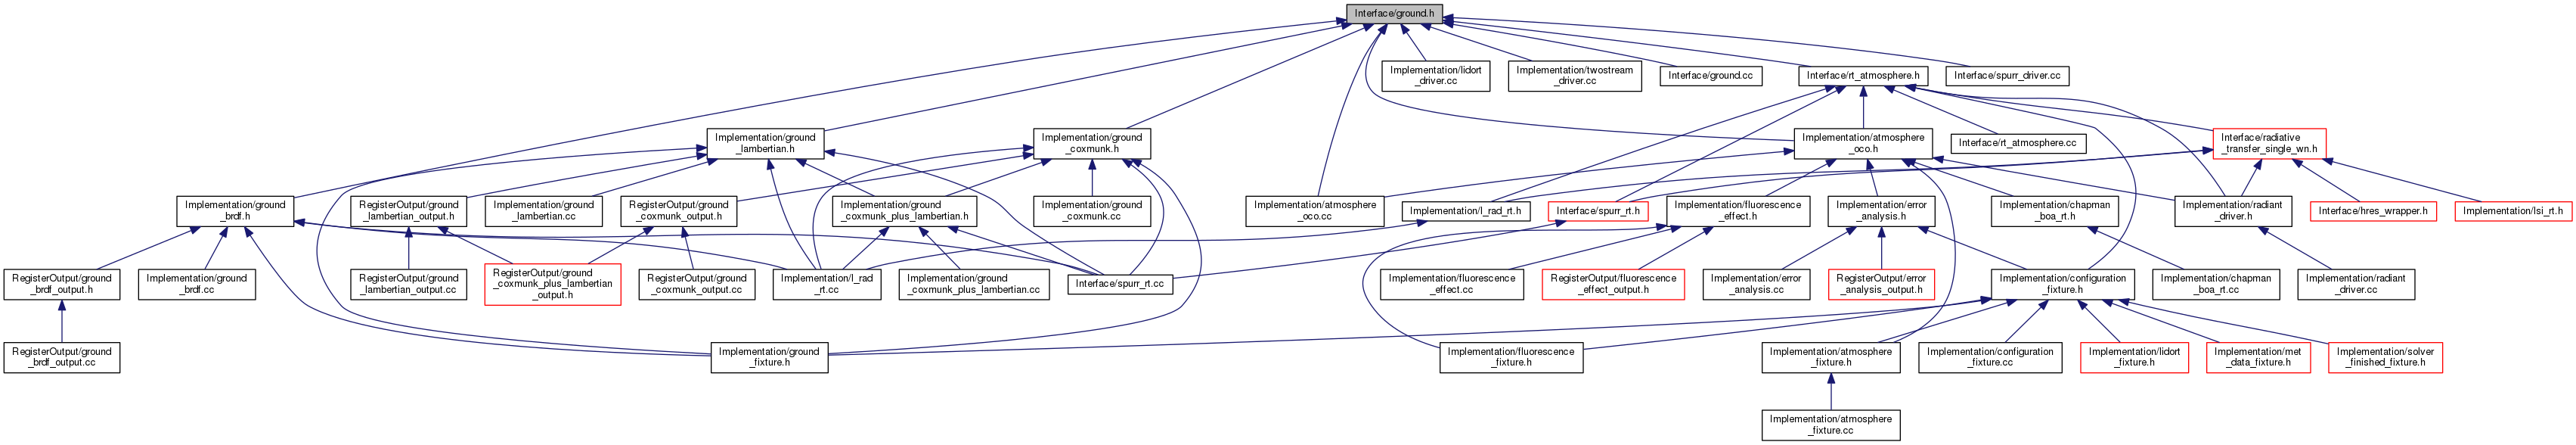 Interface/ground.h
Implementation/lidort
_driver.cc
Implementation/twostream
_driver.cc
Interface/ground.cc
Interface/rt_atmosphere.h
Interface/spurr_driver.cc
Implementation/ground
_lambertian.h
Implementation/ground
_coxmunk.h
Implementation/atmosphere
_oco.h
Interface/rt_atmosphere.cc
Interface/radiative
_transfer_single_wn.h
Implementation/ground
_brdf.h
RegisterOutput/ground
_lambertian_output.h
Implementation/ground
_lambertian.cc
RegisterOutput/ground
_coxmunk_output.h
Implementation/ground
_coxmunk_plus_lambertian.h
Implementation/ground
_coxmunk.cc
Implementation/atmosphere
_oco.cc
Implementation/l_rad_rt.h
Interface/spurr_rt.h
Implementation/fluorescence
_effect.h
Implementation/error
_analysis.h
Implementation/chapman
_boa_rt.h
Implementation/radiant
_driver.h
Interface/hres_wrapper.h
Implementation/lsi_rt.h
RegisterOutput/ground
_brdf_output.h
Implementation/ground
_brdf.cc
RegisterOutput/ground
_lambertian_output.cc
RegisterOutput/ground
_coxmunk_plus_lambertian
_output.h
RegisterOutput/ground
_coxmunk_output.cc
Implementation/l_rad
_rt.cc
Implementation/ground
_coxmunk_plus_lambertian.cc
Interface/spurr_rt.cc
Implementation/fluorescence
_effect.cc
RegisterOutput/fluorescence
_effect_output.h
Implementation/error
_analysis.cc
RegisterOutput/error
_analysis_output.h
Implementation/configuration
_fixture.h
Implementation/chapman
_boa_rt.cc
Implementation/radiant
_driver.cc
RegisterOutput/ground
_brdf_output.cc
Implementation/ground
_fixture.h
Implementation/fluorescence
_fixture.h
Implementation/atmosphere
_fixture.h
Implementation/configuration
_fixture.cc
Implementation/lidort
_fixture.h
Implementation/met
_data_fixture.h
Implementation/solver
_finished_fixture.h
Implementation/atmosphere
_fixture.cc